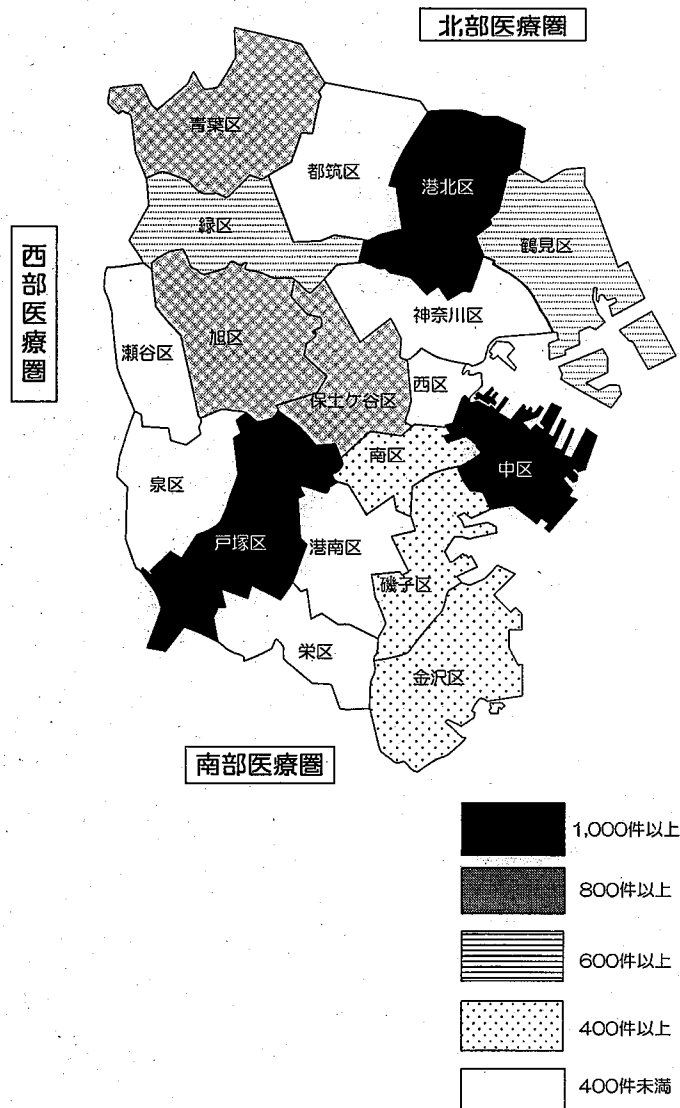 北部医療圏
青葉区
都筑区
港北区
緑区
鶴見区
西部医療圏
神奈川区
旭区
瀬谷区
西区
保土ケ谷区
南区
中区
泉区
戸塚区
港南区
磯子区
栄区
金沢区
南部医療圏
1,000件以上
800件以上
600件以上
400件以上
400件未満